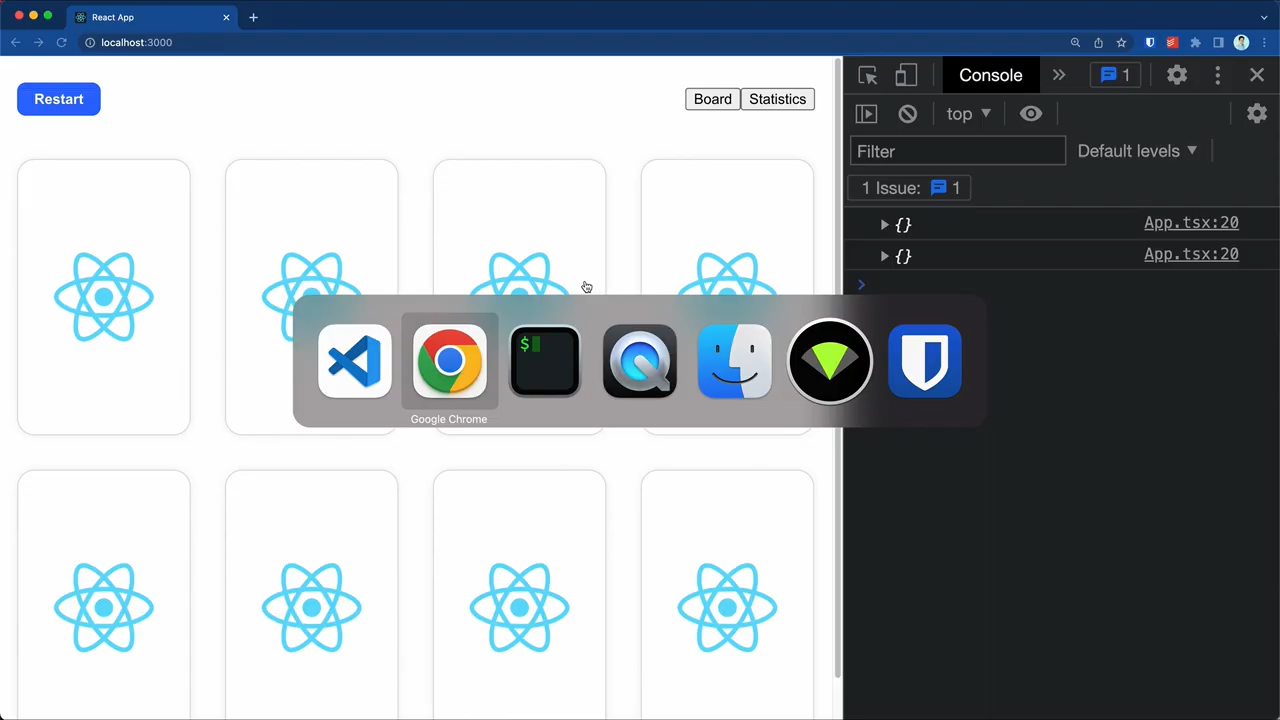 React App
localhost:3000
Restart
Board
Statistics
Console
1
top
Filter
Default levels
1 Issue: 1
{}
App.tsx:20
{}
App.tsx:20
$
Google Chrome